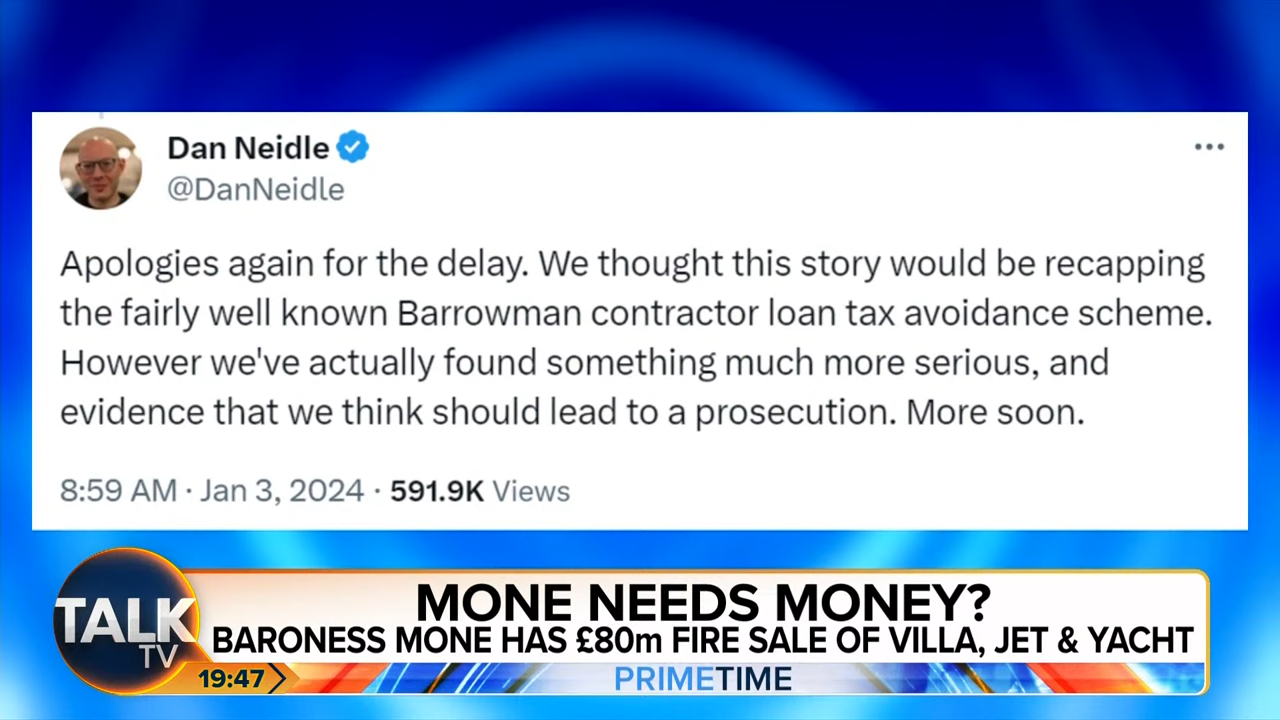 Dan Neidle
@DanNeidle
Apologies again for the delay. We thought this story would be recapping
the fairly well known Barrowman contractor loan tax avoidance scheme.
However we've actually found something much more serious, and
evidence that we think should lead to a prosecution. More soon.
8:59 AM · Jan 3, 2024 · 591.9K Views
MONE NEEDS MONEY?
BARONESS MONE HAS £80m FIRE SALE OF VILLA, JET & YACHT
TALK
TV
19:47
PRIMETIME